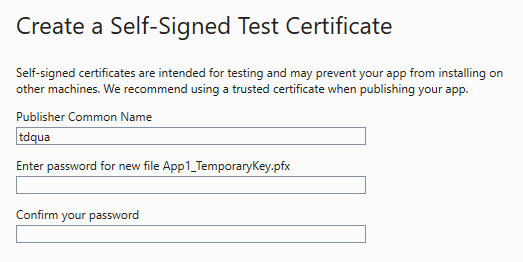 Create a Self-Signed Test Certificate
Self-signed certificates are intended for testing and may prevent your app from installing on
other machines. We recommend using a trusted certificate when publishing your app.
Publisher Common Name
tdqua
Enter password for new file App1_TemporaryKey.pfx
Confirm your password